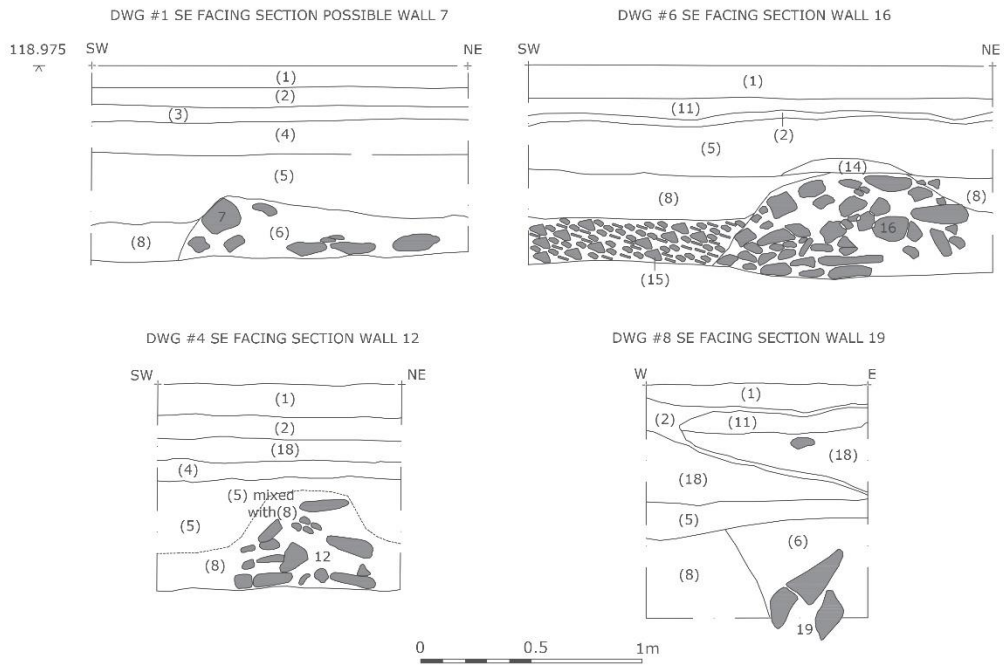 DWG #1 SE FACING SECTION POSSIBLE WALL 7
118.975
SW
NE
(1)
(2)
(3)
(4)
(5)
7
(6)
(8)
DWG #6 SE FACING SECTION WALL 16
SW
NE
(1)
(11)
(2)
(5)
(14)
(8)
(8)
16
(15)
DWG #4 SE FACING SECTION WALL 12
SW
NE
(1)
(2)
(18)
(4)
(5) mixed
with(8)
(5)
12
(8)
DWG #8 SE FACING SECTION WALL 19
W
E
(1)
(2)
(11)
(18)
(18)
(5)
(6)
(8)
19
0
0.5
1m